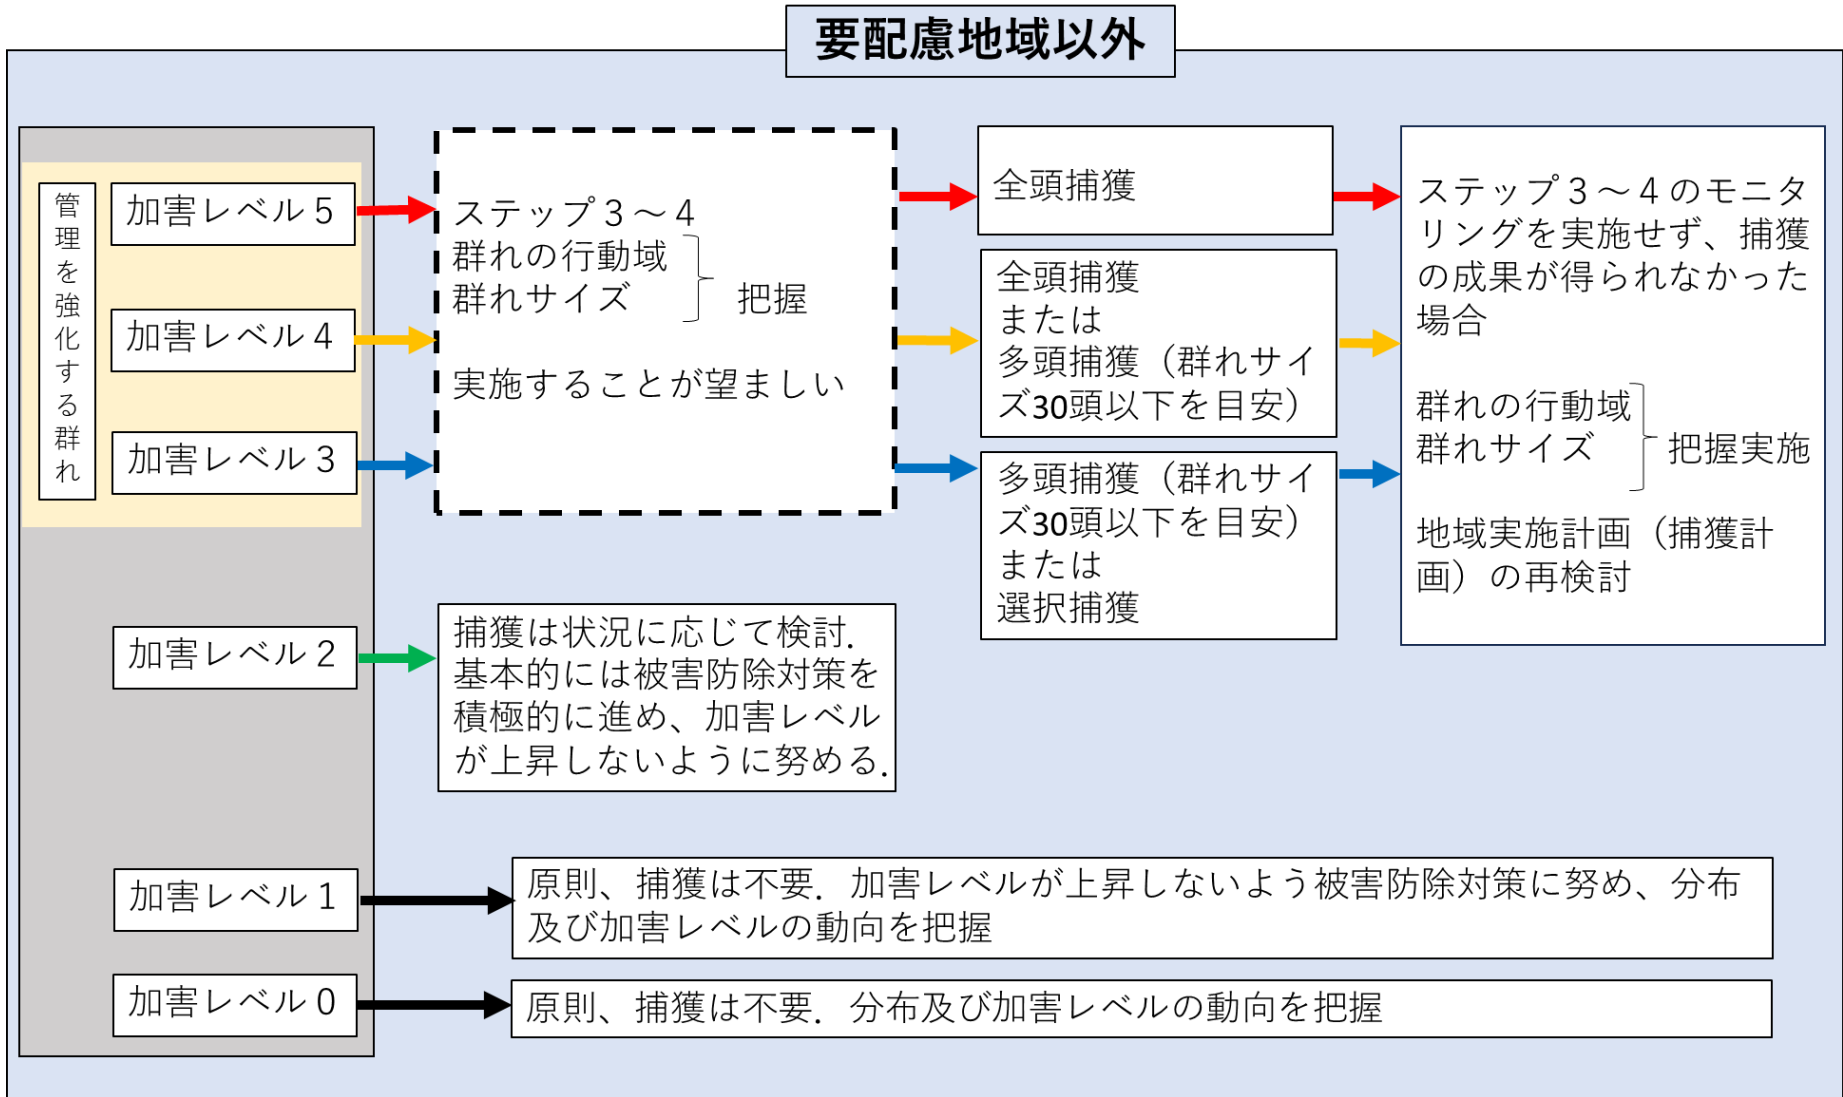 要配慮地域以外
管理を強化する群れ
加害レベル５
加害レベル４
加害レベル３
ステップ３～４
群れの行動域
群れサイズ
把握
実施することが望ましい
全頭捕獲
全頭捕獲
または
多頭捕獲（群れサイ
ズ30頭以下を目安）
多頭捕獲（群れサイ
ズ30頭以下を目安）
または
選択捕獲
ステップ３～４のモニタ
リングを実施せず、捕獲
の成果が得られなかった
場合
群れの行動域
群れサイズ
把握実施
地域実施計画（捕獲計
画）の再検討
加害レベル２
捕獲は状況に応じて検討．
基本的には被害防除対策を
積極的に進め、加害レベル
が上昇しないように努める．
加害レベル１
原則、捕獲は不要．加害レベルが上昇しないよう被害防除対策に努め、分布
及び加害レベルの動向を把握
加害レベル０
原則、捕獲は不要．分布及び加害レベルの動向を把握